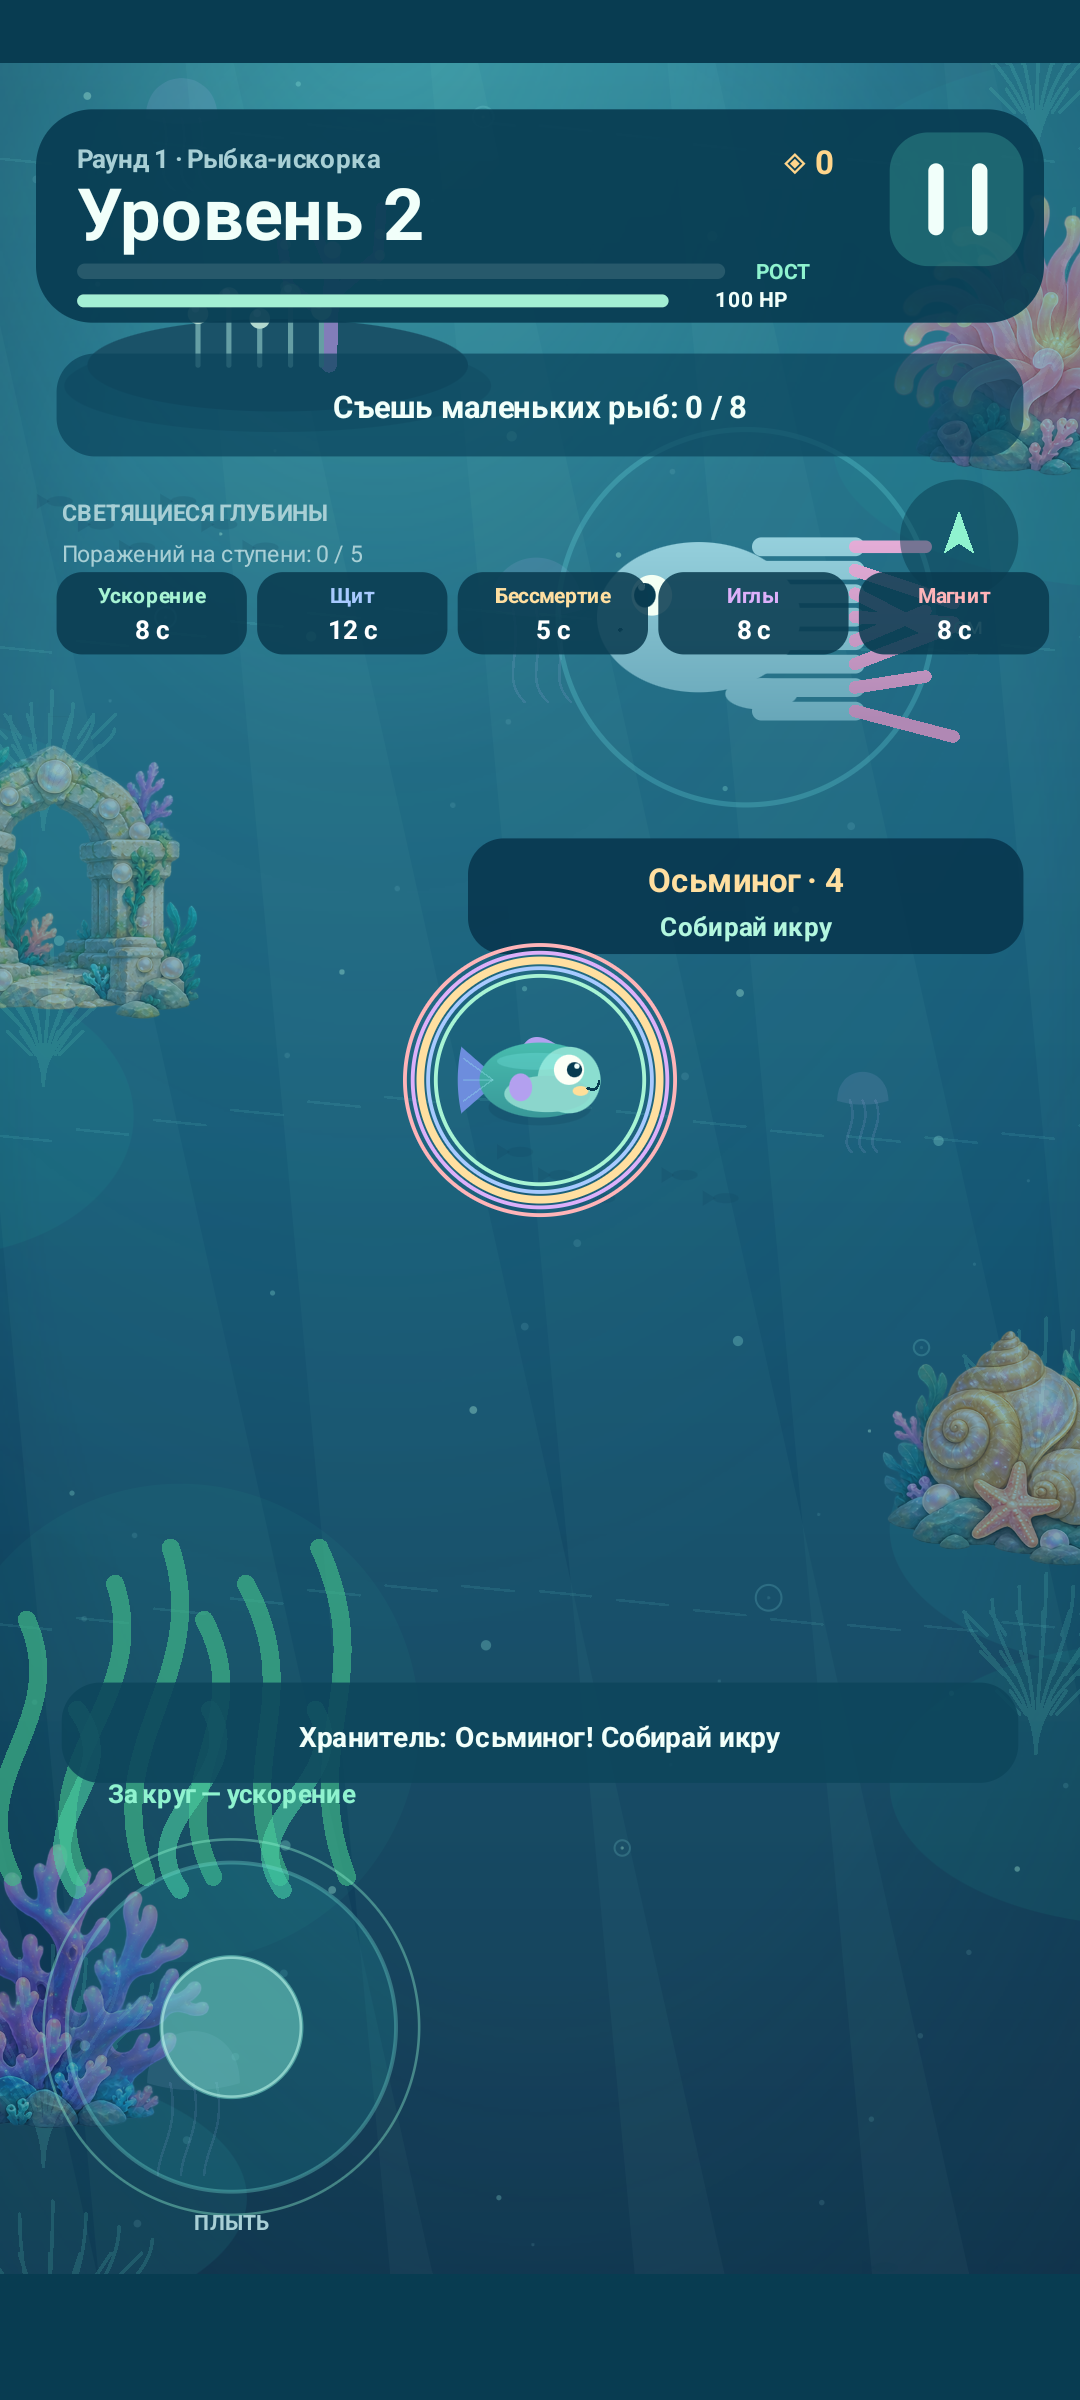 Раунд 1 · Рыбка-искорка
0
Уровень 2
РОСТ
100 HP
Съешь маленьких рыб: 0 / 8
СВЕТЯЩИЕСЯ ГЛУБИНЫ
Поражений на ступени: 0 / 5
Ускорение
8 с
Щит
12 с
Бессмертие
5 с
Иглы
8 с
Магнит
8 с
Осьминог · 4
Собирай икру
Хранитель: Осьминог! Собирай икру
За круг — ускорение
ПЛЫТЬ